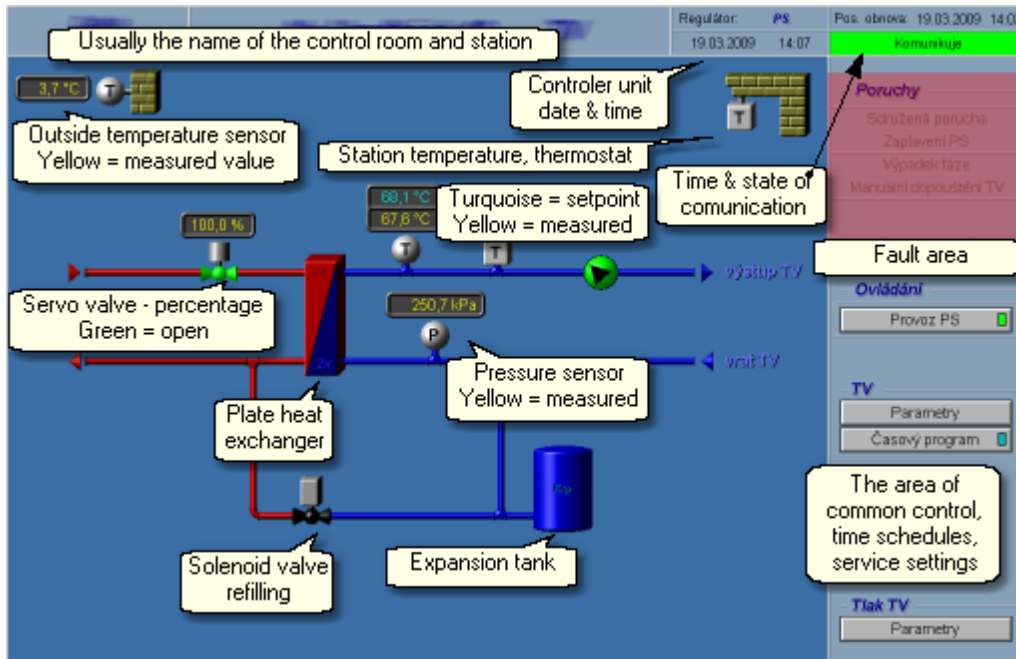 Regulátor: PS
Pos. obnova: 19.03.2009 14:0
Usually the name of the control room and station
19.03.2009 14:07
Komunikuje
3,7 °C
T
Controler unit
date & time
T
Poruchy
Sdružená porucha
Zaplavení PS
Výpadek fáze
Manuální dopouštění TV
Outside temperature sensor
Yellow = measured value
Station temperature, thermostat
Time & state of
comunication
68,1 °C
67,6 °C
Turquoise = setpoint
Yellow = measured
100,0 %
T
T
výstup TV
Fault area
Servo valve - percentage
Green = open
250,7 kPa
P
Ovládání
Provoz PS
2x
vrat TV
Pressure sensor
Yellow = measured
Plate heat
exchanger
TV
Parametry
Časový program
The area of
common control,
time schedules,
service settings
Solenoid valve
refilling
Expansion tank
Tlak TV
Parametry